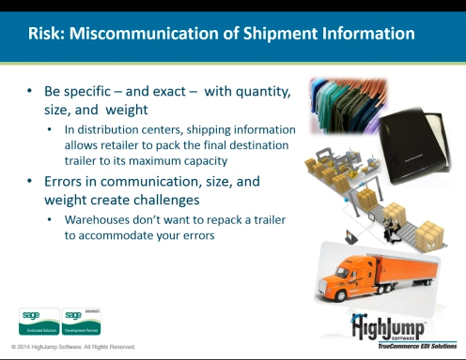 Risk: Miscommunication of Shipment Information
• Be specific – and exact – with quantity,
size, and weight
• In distribution centers, shipping information
allows retailer to pack the final destination
trailer to its maximum capacity
• Errors in communication, size, and
weight create challenges
• Warehouses don't want to repack a trailer
to accommodate your errors
sage
Endorsed Solution
sage
Development Partner
HighJump
SOFTWARE
TrueCommerce EDI Solutions
© 2014 HighJump Software. All Rights Reserved.